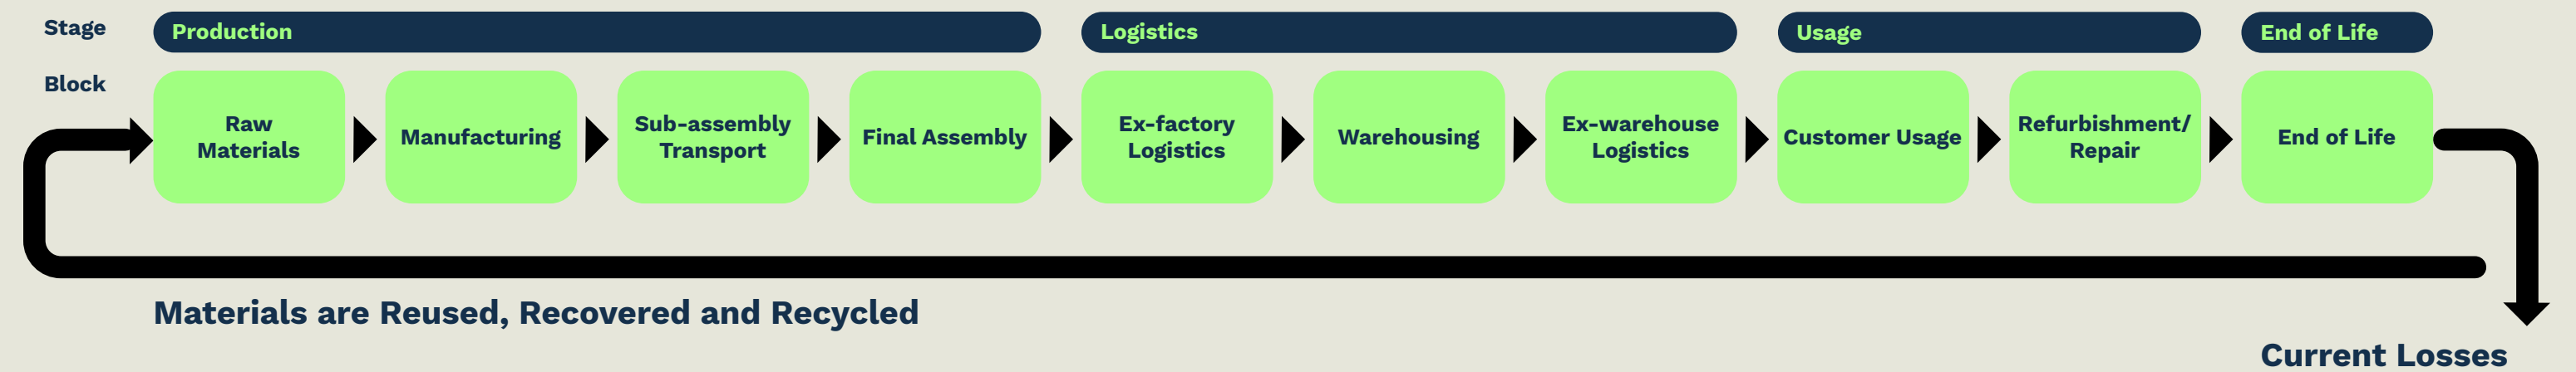 Stage
Production
Logistics
Usage
End of Life
Block
Raw
Materials
Manufacturing
Sub-assembly
Transport
Final Assembly
Ex-factory
Logistics
Warehousing
Ex-warehouse
Logistics
Customer Usage
Refurbishment/
Repair
End of Life
Materials are Reused, Recovered and Recycled
Current Losses